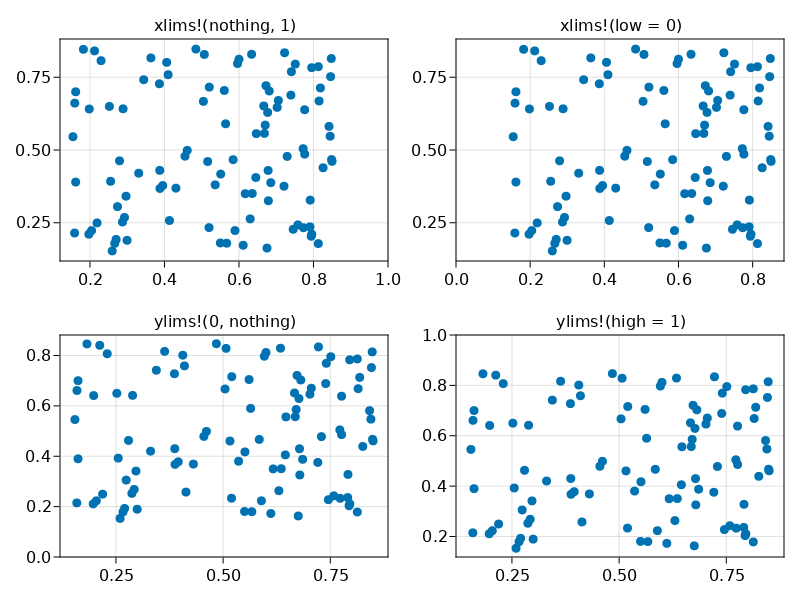 xlims!(nothing, 1)
0.75
0.50
0.25
0.2 0.4 0.6 0.8 1.0
xlims!(low = 0)
0.75
0.50
0.25
0.0 0.2 0.4 0.6 0.8
ylims!(0, nothing)
0.8
0.6
0.4
0.2
0.0
0.25 0.50 0.75
ylims!(high = 1)
1.0
0.8
0.6
0.4
0.2
0.25 0.50 0.75